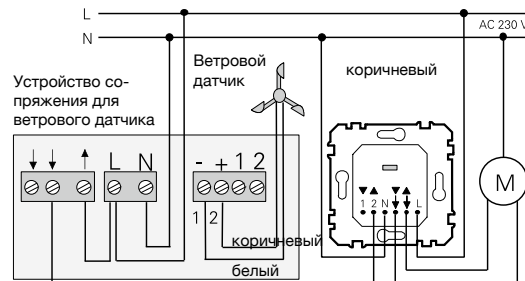 L
N
AC 230 V
Ветровой
датчик
коричневый
Устройство со-
пряжения для
ветрового датчика
L N
- + 1 2
1 2 N L
M
1 2
коричневый
белый